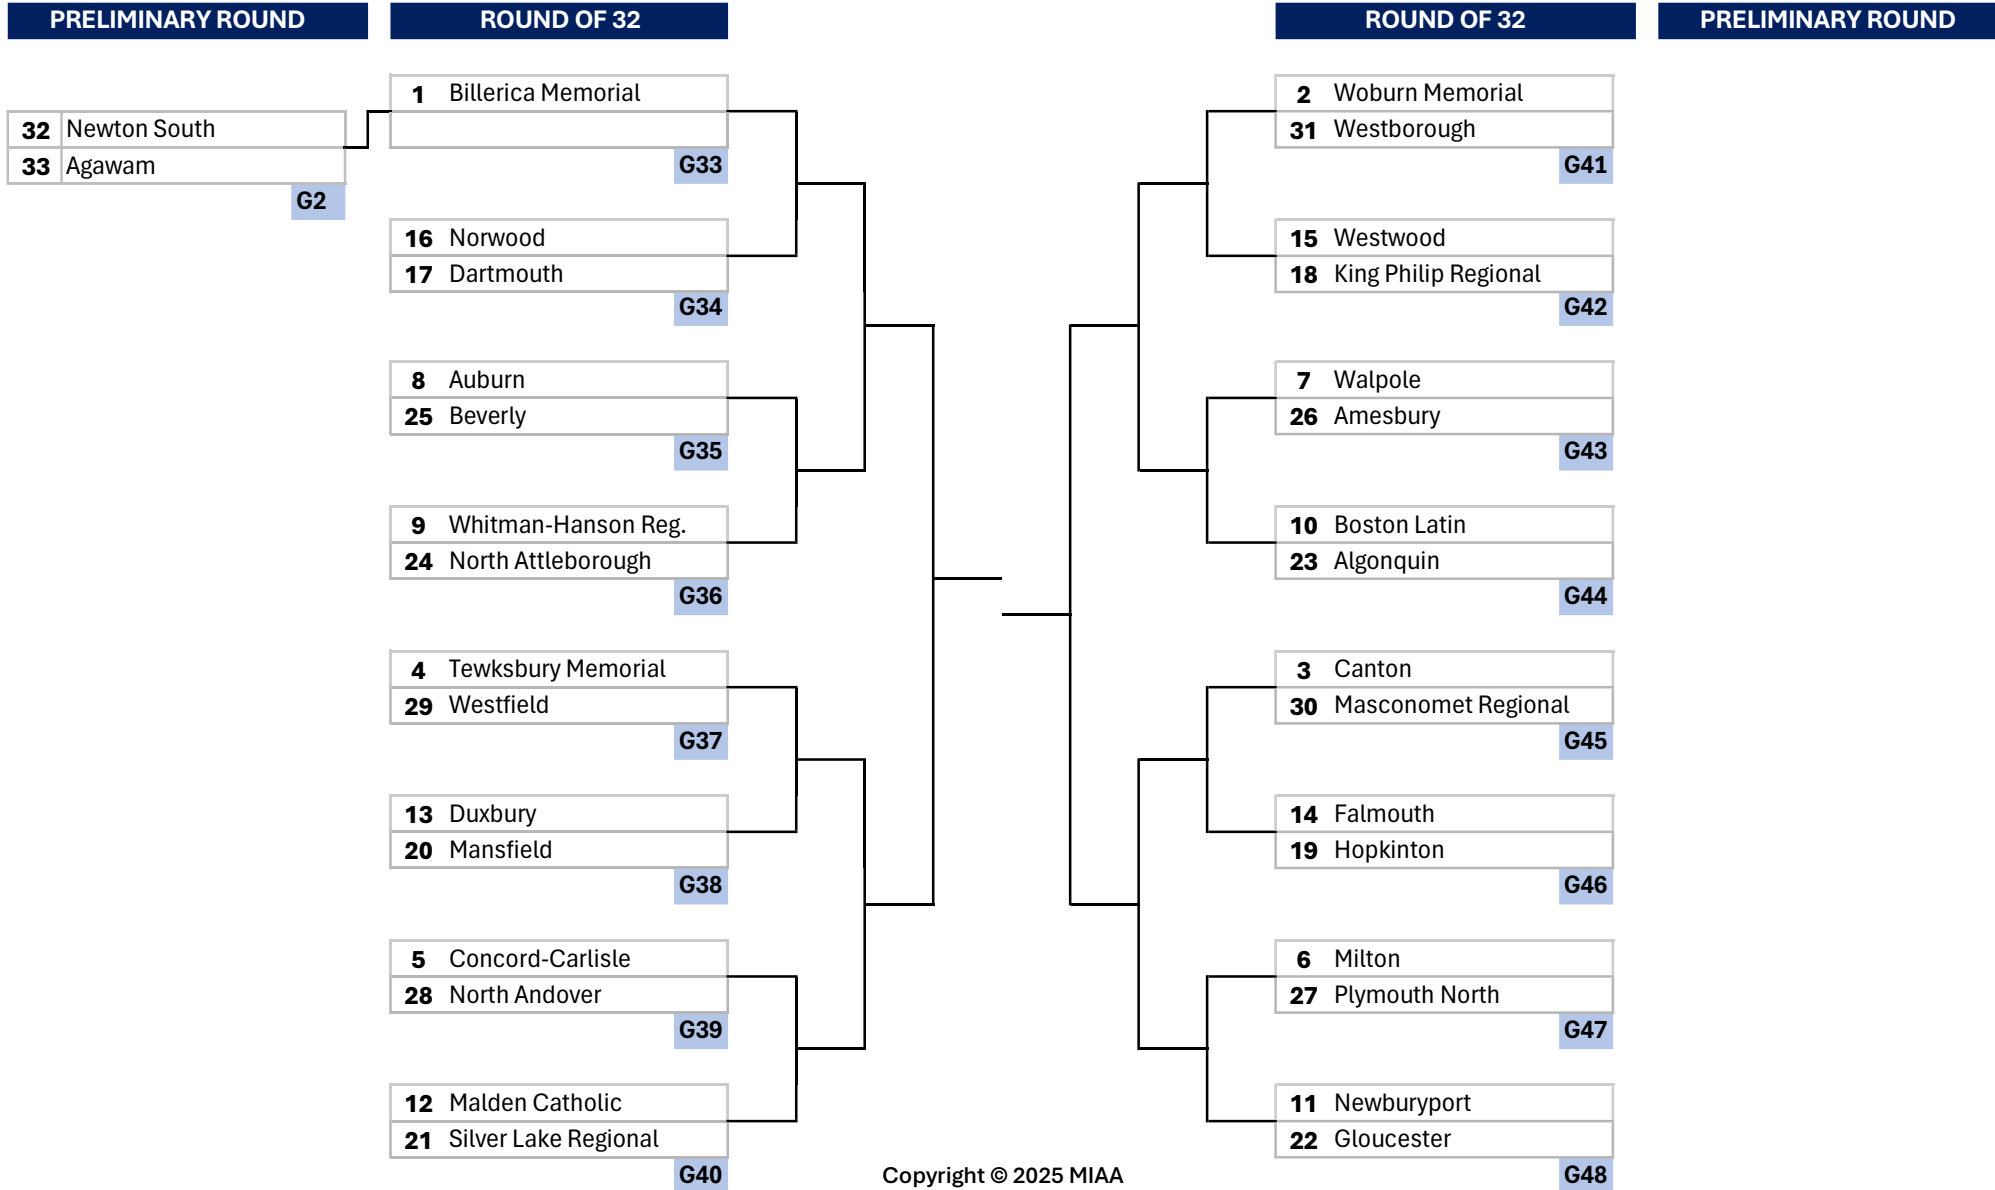 PRELIMINARY ROUND
ROUND OF 32
ROUND OF 32
PRELIMINARY ROUND
32 Newton South
33 Agawam
G2
1 Billerica Memorial
G33
16 Norwood
17 Dartmouth
G34
8 Auburn
25 Beverly
G35
9 Whitman-Hanson Reg.
24 North Attleborough
G36
4 Tewksbury Memorial
29 Westfield
G37
13 Duxbury
20 Mansfield
G38
5 Concord-Carlisle
28 North Andover
G39
12 Malden Catholic
21 Silver Lake Regional
G40
2 Woburn Memorial
31 Westborough
G41
15 Westwood
18 King Philip Regional
G42
7 Walpole
26 Amesbury
G43
10 Boston Latin
23 Algonquin
G44
3 Canton
30 Masconomet Regional
G45
14 Falmouth
19 Hopkinton
G46
6 Milton
27 Plymouth North
G47
11 Newburyport
22 Gloucester
G48
Copyright © 2025 MIAA